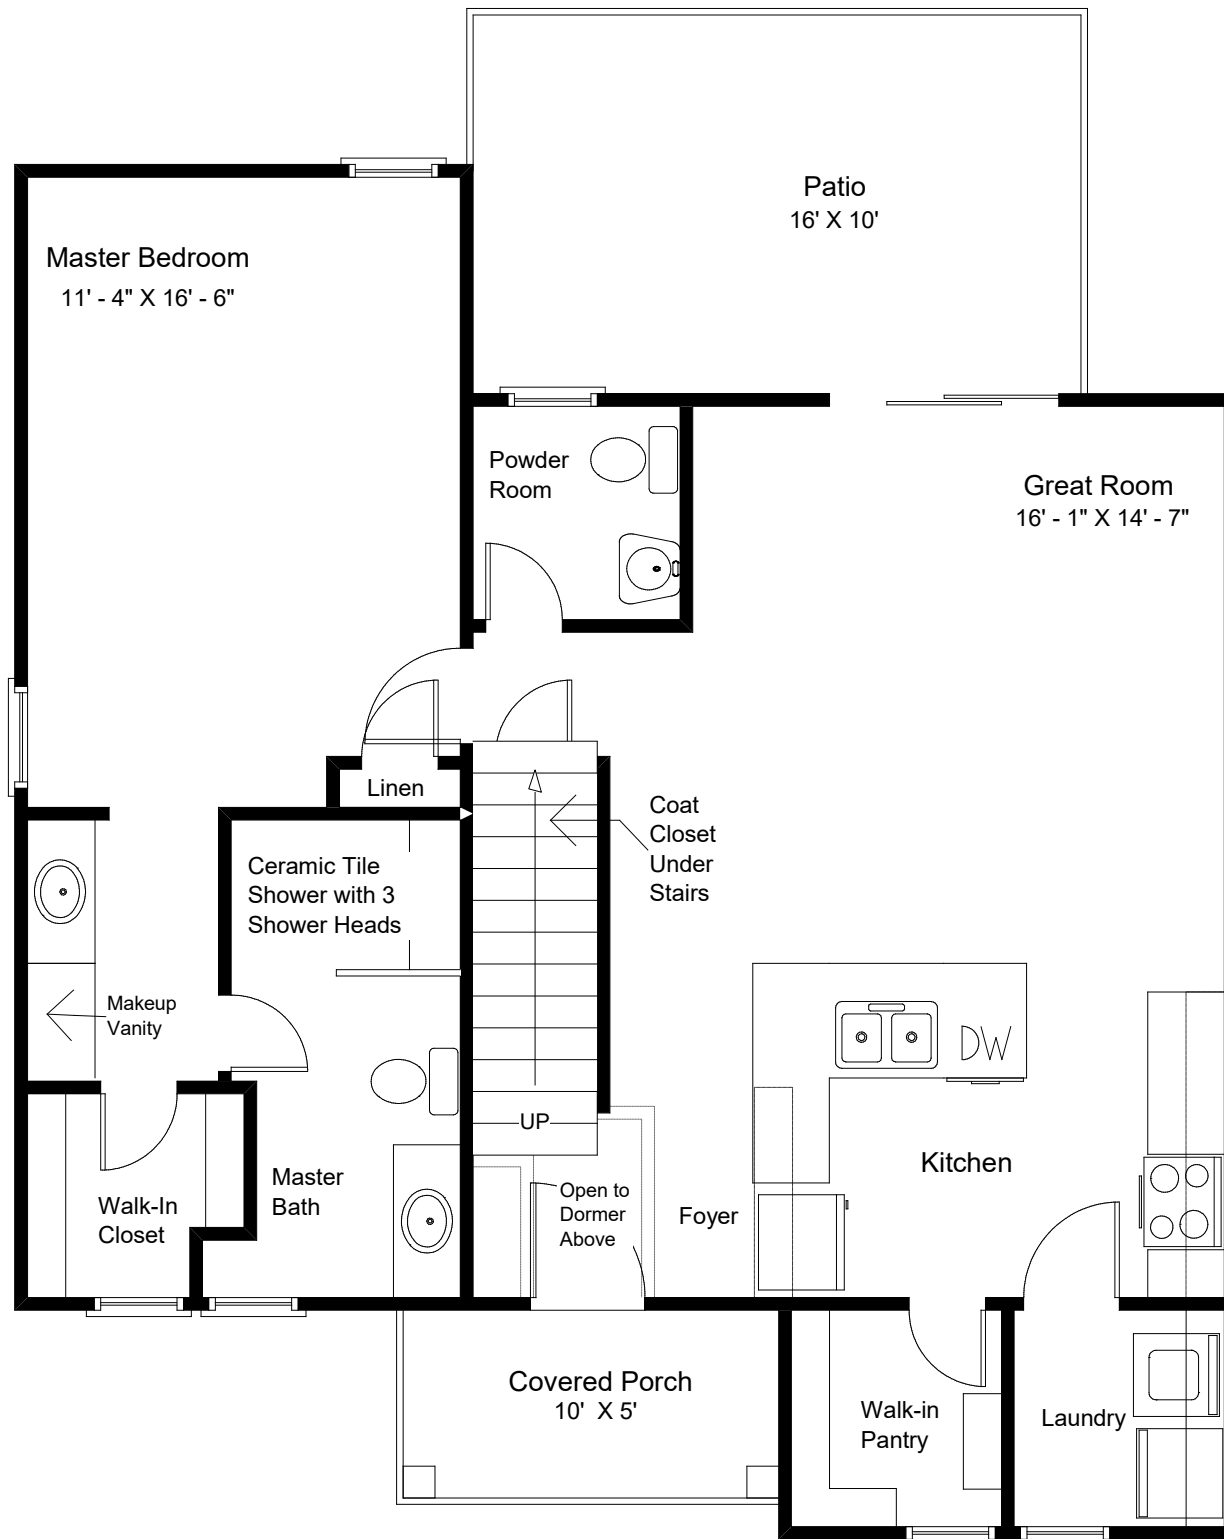 Patio
16' X 10'
Master Bedroom
11' - 4" X 16' - 6"
Powder
Room
Great Room
16' - 1" X 14' - 7"
Linen
Coat
Closet
Under
Stairs
Ceramic Tile
Shower with 3
Shower Heads
Makeup
Vanity
DW
UP
Kitchen
Master
Bath
Walk-In
Closet
Open to
Dormer
Above
Foyer
Covered Porch
10' X 5'
Walk-in
Pantry
Laundry